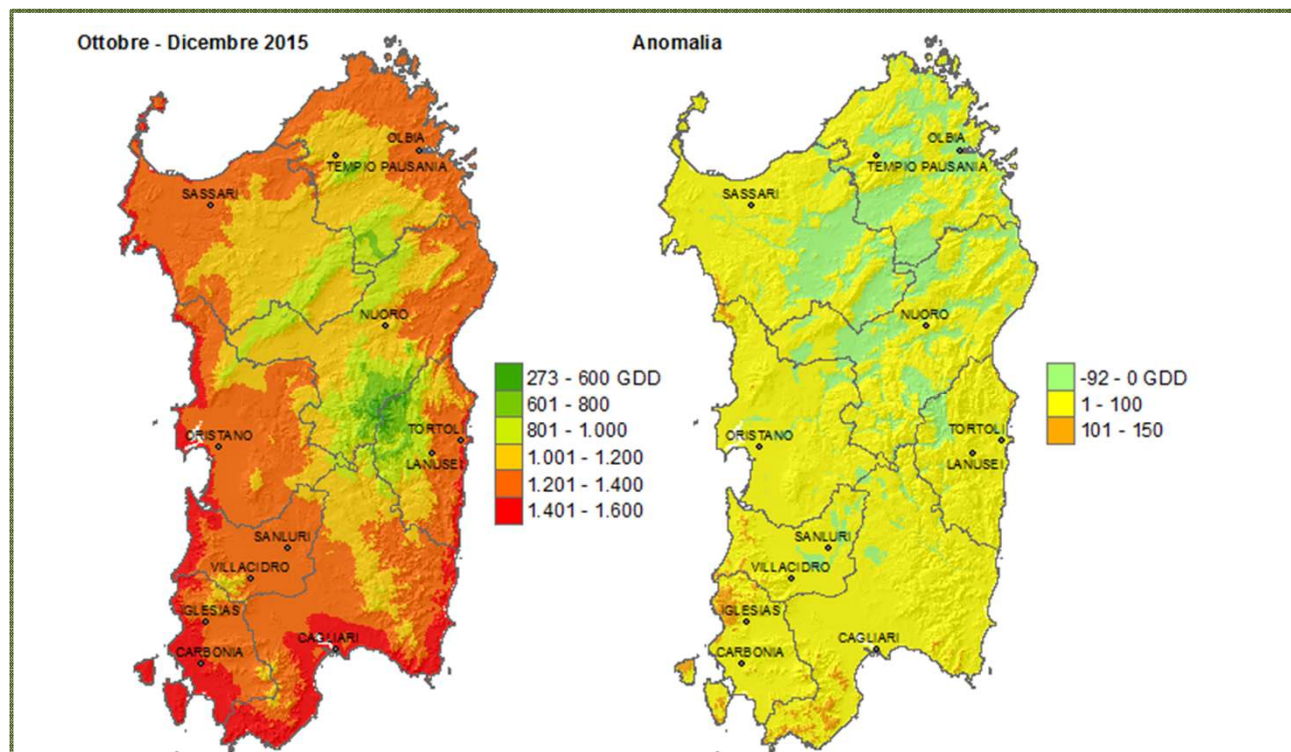 Ottobre - Dicembre 2015
OLBIA
TEMPIO PAUSANIA
SASSARI
NUORO
ORISTANO
TORTOLI
LANUSEI
SANLURI
VILLACIDRO
IGLESIAS
CAGLIARI
CARBONIA
273 - 600 GDD
601 - 800
801 - 1.000
1.001 - 1.200
1.201 - 1.400
1.401 - 1.600
Anomalia
OLBIA
TEMPIO PAUSANIA
SASSARI
NUORO
ORISTANO
TORTOLI
LANUSEI
SANLURI
VILLACIDRO
IGLESIAS
CAGLIARI
CARBONIA
-92 - 0 GDD
1 - 100
101 - 150